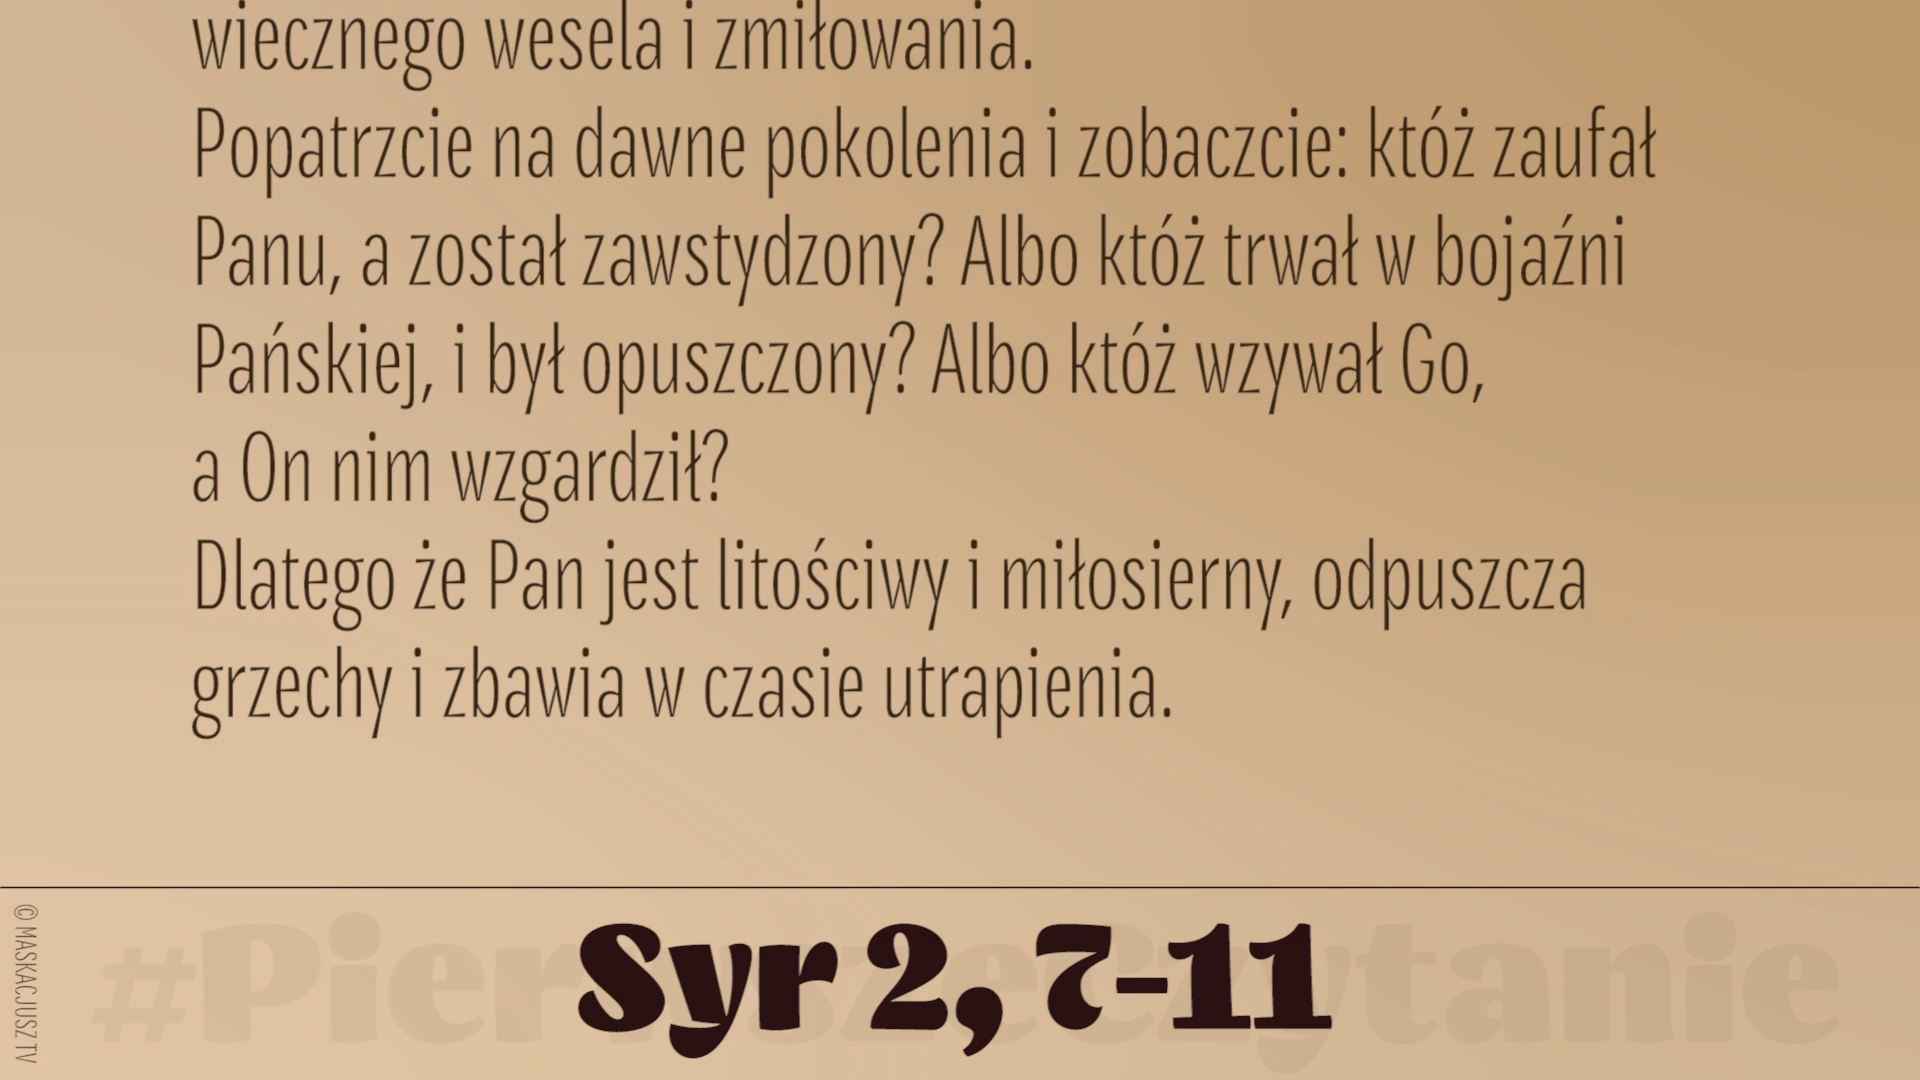 wiecznego wesela i zmiłowania.
Popatrzcie na dawne pokolenia i zobaczcie: któż zaufał
Panu, a został zawstydzony? Albo któż trwał w bojaźni
Pańskiej, i był opuszczony? Albo któż wzywał Go,
a On nim wzgardził?
Dlatego że Pan jest litościwy i miłosierny, odpuszcza
grzechy i zbawia w czasie utrapienia.
#PierwszeCzytanie
Syr 2, 7-11
© MASKACJUSZ TV